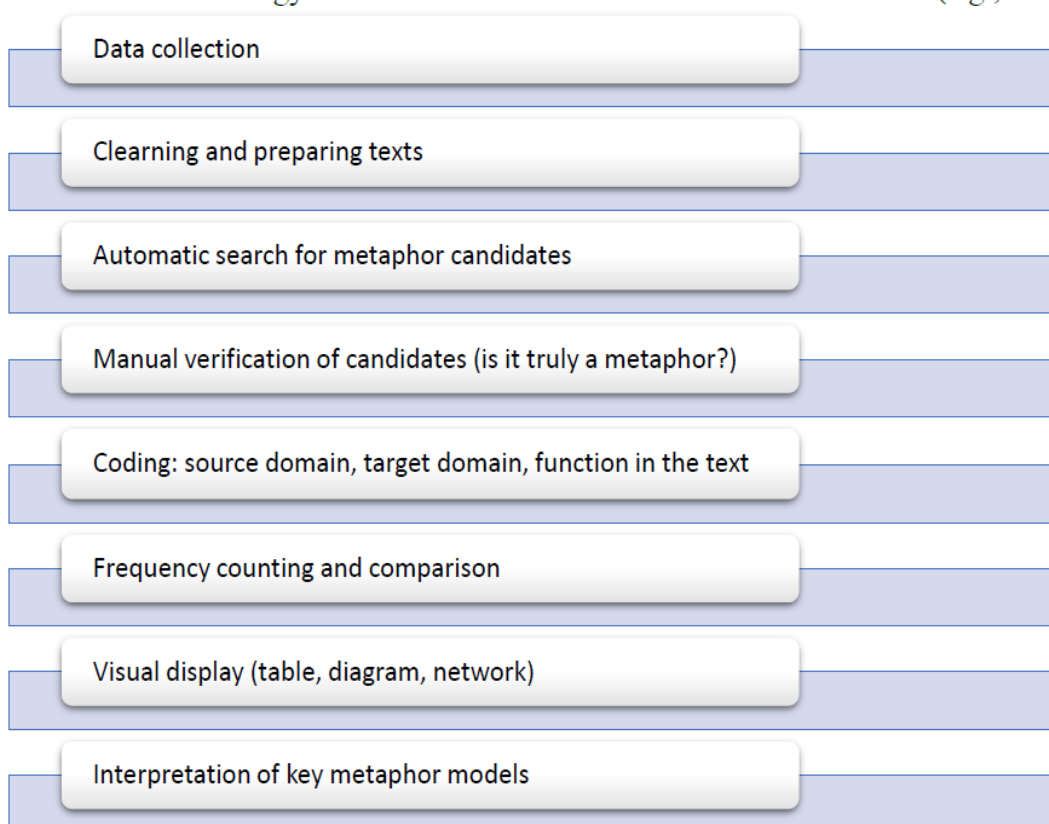 Data collection
Clearning and preparing texts
Automatic search for metaphor candidates
Manual verification of candidates (is it truly a metaphor?)
Coding: source domain, target domain, function in the text
Frequency counting and comparison
Visual display (table, diagram, network)
Interpretation of key metaphor models